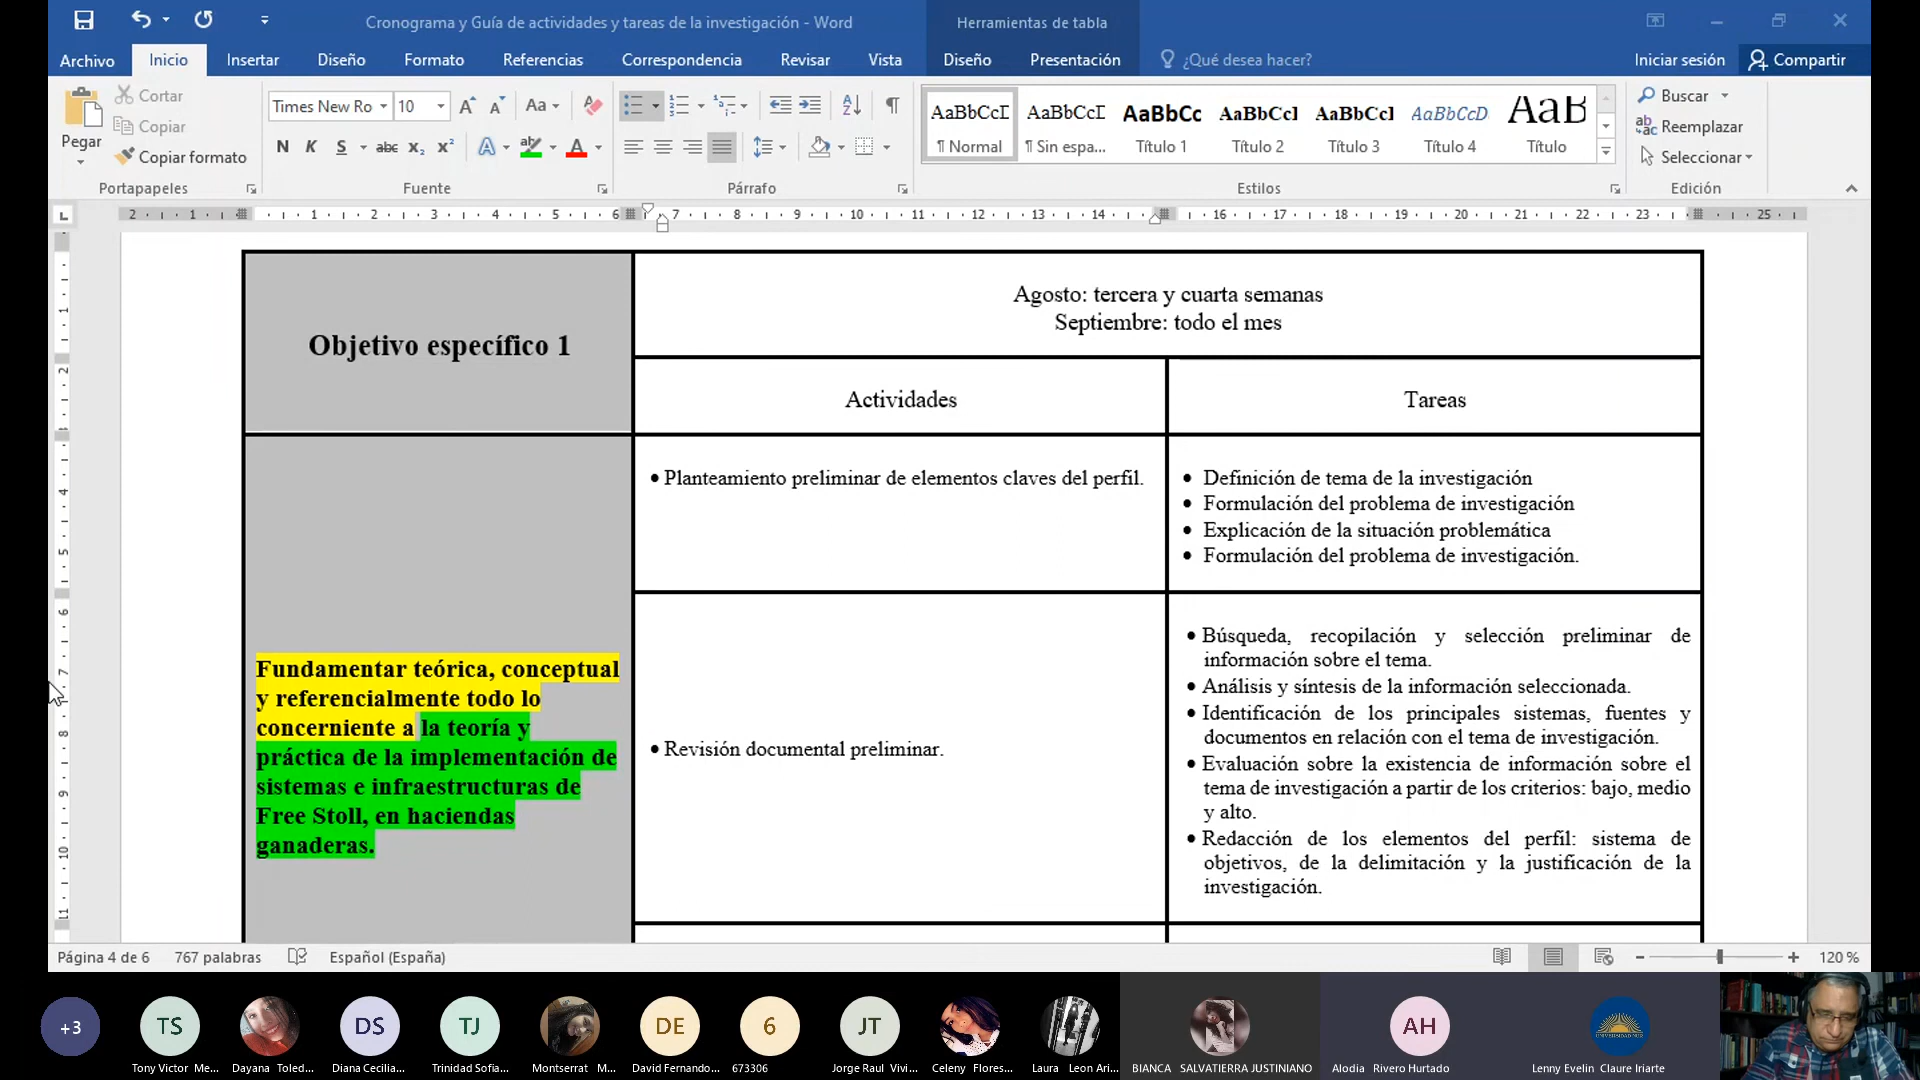 Cronograma y Guía de actividades y tareas de la investigación - Word
Herramientas de tabla
Archivo
Inicio
Insertar
Diseño
Formato
Referencias
Correspondencia
Revisar
Vista
Diseño
Presentación
¿Qué desea hacer?
Iniciar sesión
Compartir
Pegar
Cortar
Copiar
Copiar formato
Portapapeles
Times New Ro
10
Fuente
Párrafo
AaBbCcI
¶ Normal
AaBbCcI
¶ Sin espa...
AaBbCc
Título 1
AaBbCcI
Título 2
AaBbCcI
Título 3
AaBbCcD
Título 4
AaB
Título
Estilos
Buscar
Reemplazar
Seleccionar
Edición
Objetivo específico 1
Agosto: tercera y cuarta semanas
Septiembre: todo el mes
Actividades
Tareas
Fundamentar teórica, conceptual
y referencialmente todo lo
concerniente a la teoría y
práctica de la implementación de
sistemas e infraestructuras de
Free Stoll, en haciendas
ganaderas.
• Planteamiento preliminar de elementos claves del perfil.
• Definición de tema de la investigación
• Formulación del problema de investigación
• Explicación de la situación problemática
• Formulación del problema de investigación.
• Revisión documental preliminar.
• Búsqueda, recopilación y selección preliminar de
información sobre el tema.
• Análisis y síntesis de la información seleccionada.
• Identificación de los principales sistemas, fuentes y
documentos en relación con el tema de investigación.
• Evaluación sobre la existencia de información sobre el
tema de investigación a partir de los criterios: bajo, medio
y alto.
• Redacción de los elementos del perfil: sistema de
objetivos, de la delimitación y la justificación de la
investigación.
Página 4 de 6
767 palabras
Español (España)
120 %
+3
TS
DS
TJ
DE
6
JT
AH
UNIVERSIDAD NUR
Tony Victor Me...
Dayana Toled...
Diana Cecilia...
Trinidad Sofia...
Montserrat M...
David Fernando...
673306
Jorge Raul Vivi...
Celeny Flores...
Laura Leon Ari...
BIANCA SALVATIERRA JUSTINIANO
Alodia Rivero Hurtado
Lenny Evelin Claure Iriarte